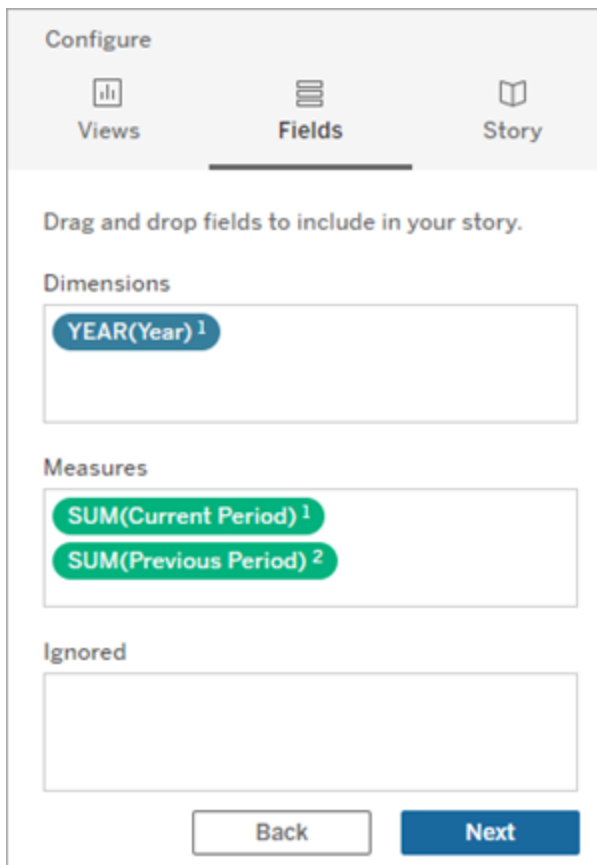 Configure
Views Fields Story
Drag and drop fields to include in your story.
Dimensions
YEAR(Year) 1
Measures
SUM(Current Period) 1
SUM(Previous Period) 2
Ignored
Back Next